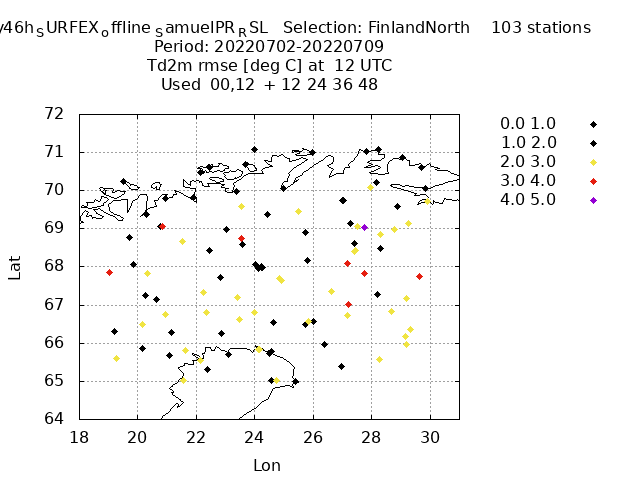 y46h_SURFEX_offline_SamuelPR_RSL Selection: FinlandNorth 103 stations
Period: 20220702-20220709
Td2m rmse [deg C] at 12 UTC
Used 00,12 + 12 24 36 48
72
71
70
69
68
67
66
65
64
Lat
18 20 22 24 26 28 30
Lon
0.0 1.0
1.0 2.0
2.0 3.0
3.0 4.0
4.0 5.0